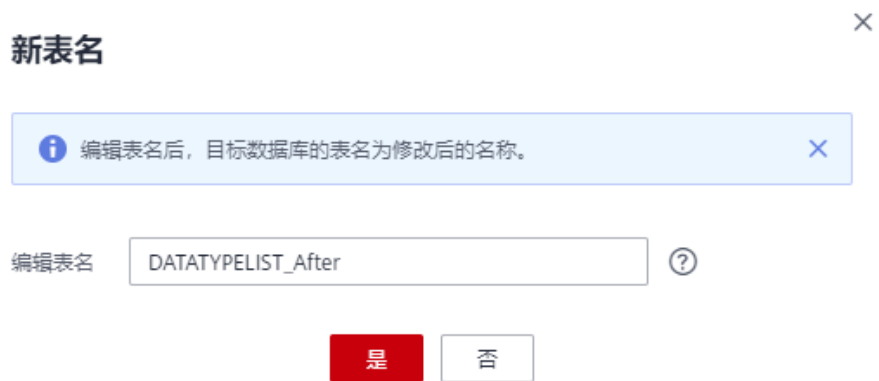 新表名
编辑表名后，目标数据库的表名为修改后的名称。
编辑表名 DATATYPELIST_After
是 否